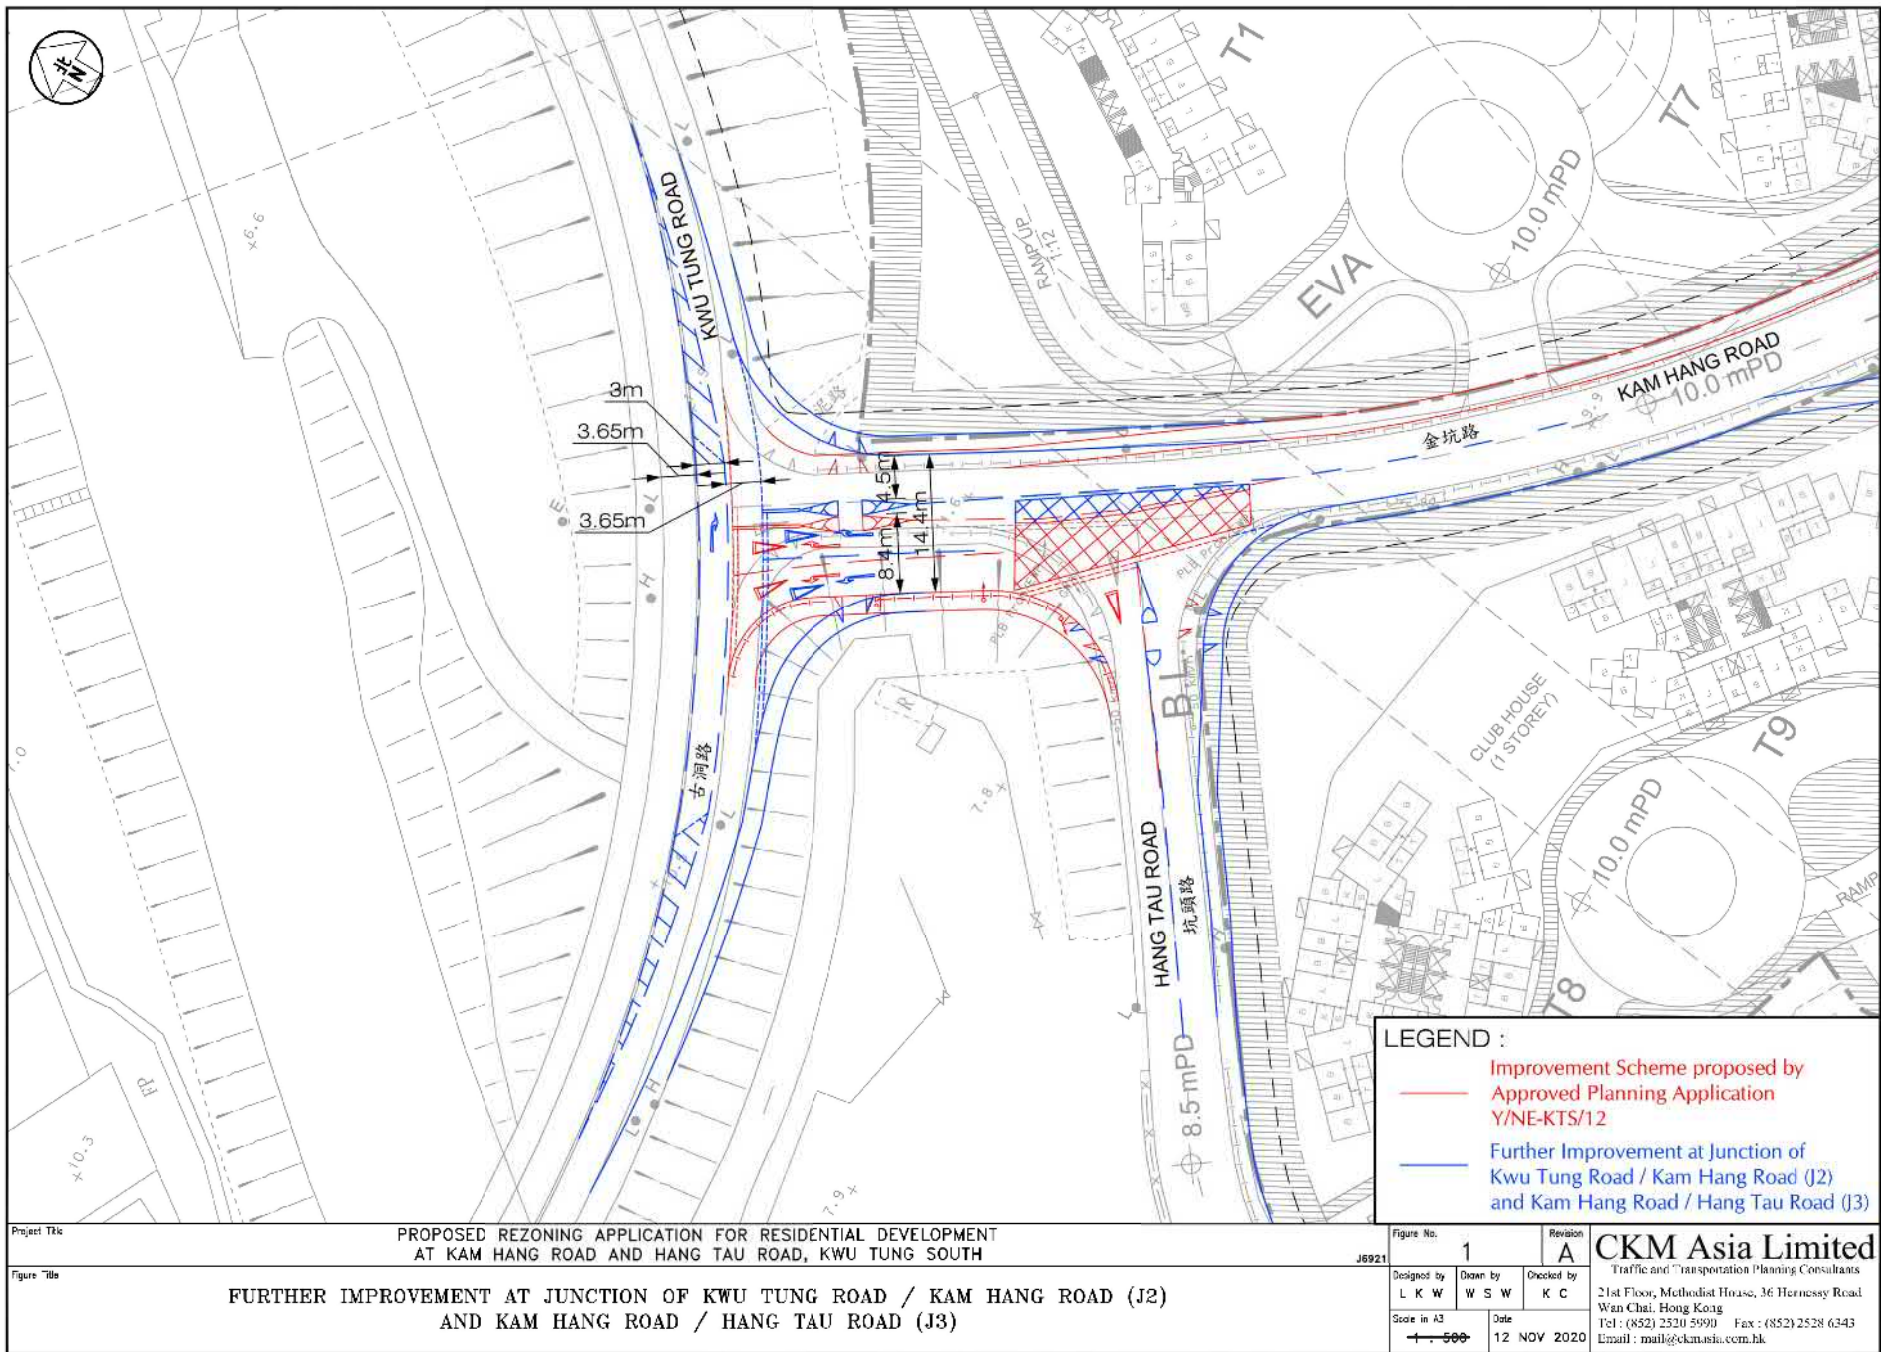 T1
T7
KWU TUNG ROAD
RAMP UP
1:12
10.0 mPD
EVA
KAM HANG ROAD
10.0 mPD
金坑路
3m
3.65m
3.65m
4.5m
8.4m
14.4m
古洞路
HANG TAU ROAD
坑頭路
8.5 mPD
CLUB HOUSE
(1 STOREY)
T9
10.0 mPD
RAMP
T8
R
EP
x6.6
x10.3
7.8 x
7.9 x
E
L
H
L
L
H
L
LEGEND :
Improvement Scheme proposed by
Approved Planning Application
Y/NE-KTS/12
Further Improvement at Junction of
Kwu Tung Road / Kam Hang Road (J2)
and Kam Hang Road / Hang Tau Road (J3)
Project Title
PROPOSED REZONING APPLICATION FOR RESIDENTIAL DEVELOPMENT
AT KAM HANG ROAD AND HANG TAU ROAD, KWU TUNG SOUTH
J6921
Figure Title
FURTHER IMPROVEMENT AT JUNCTION OF KWU TUNG ROAD / KAM HANG ROAD (J2)
AND KAM HANG ROAD / HANG TAU ROAD (J3)
Figure No.
1
Revision
A
Designed by
L K W
Drawn by
W S W
Checked by
K C
Scale in A3
1 : 500
Date
12 NOV 2020
CKM Asia Limited
Traffic and Transportation Planning Consultants
21st Floor, Methodist House, 36 Hennessy Road
Wan Chai, Hong Kong
Tel : (852) 2520 5990 Fax : (852) 2528 6343
Email : mail@ckmasia.com.hk